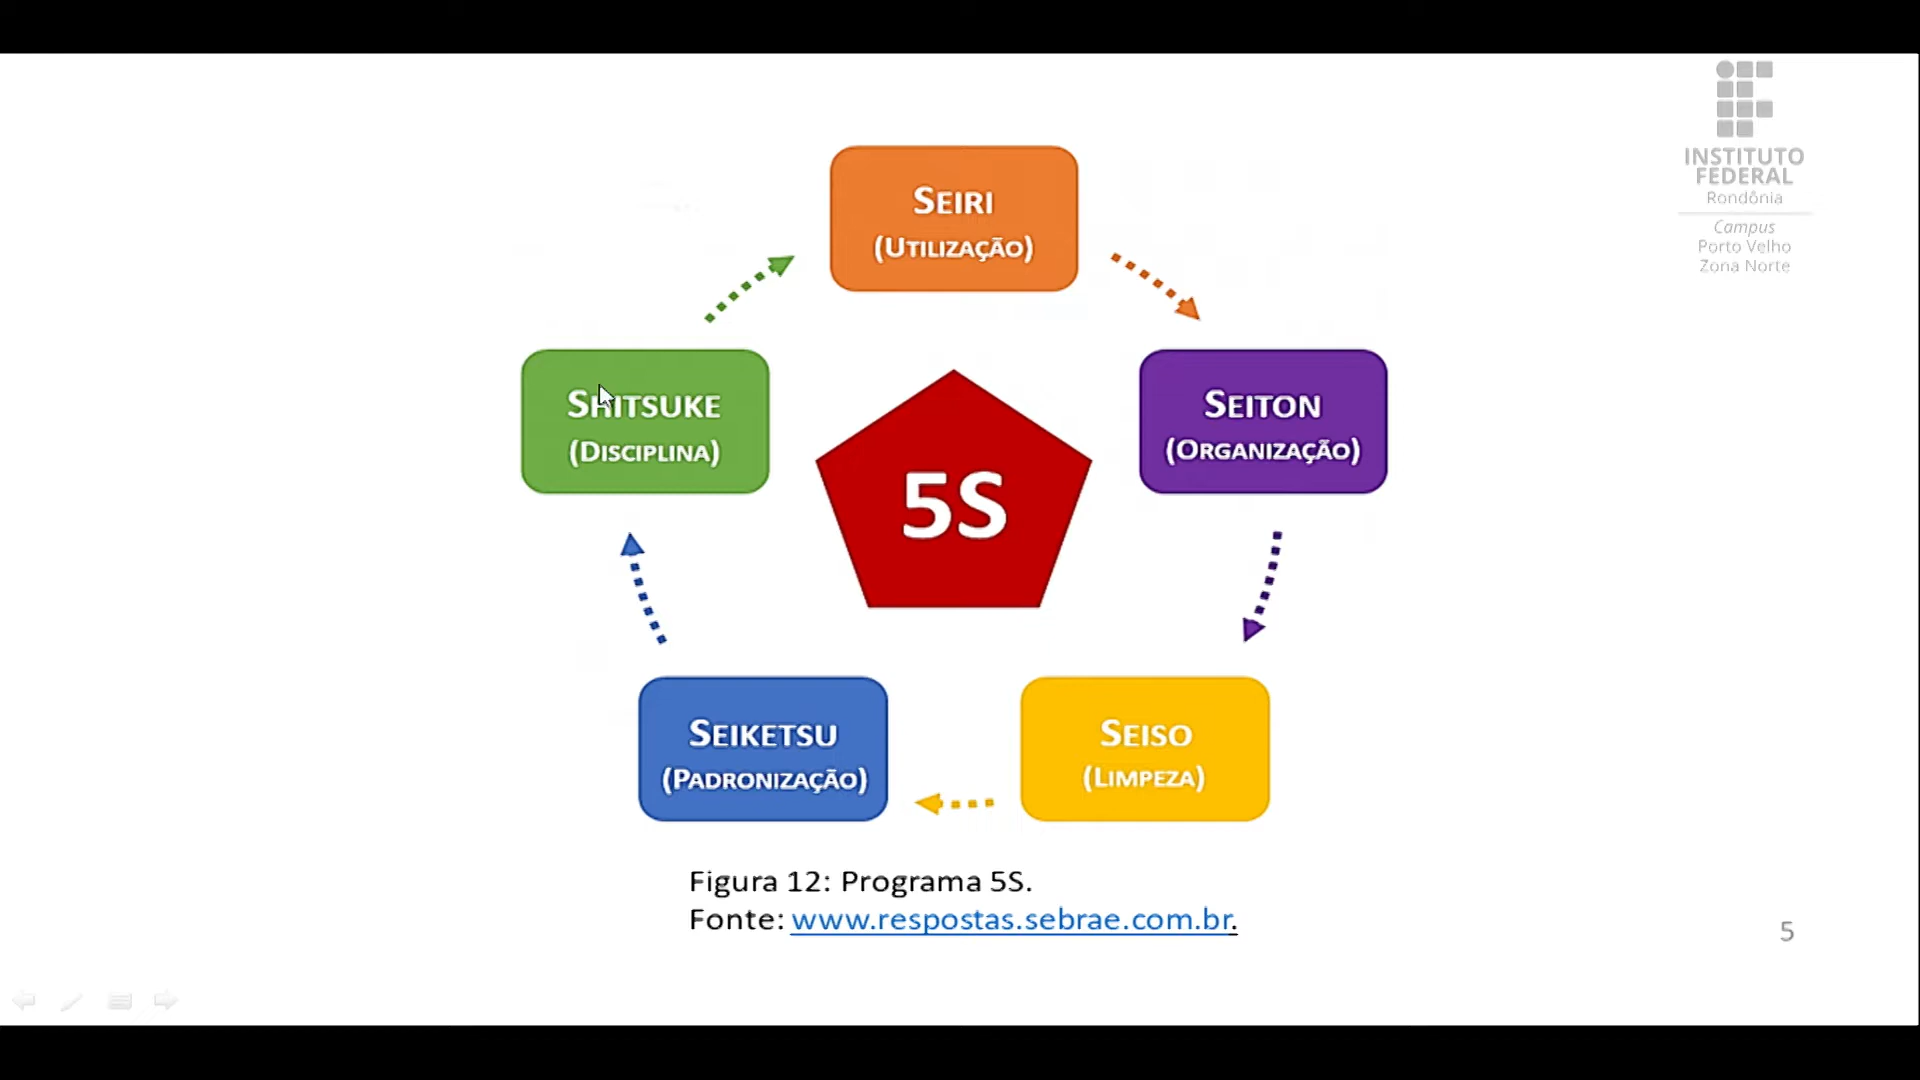 INSTITUTO
FEDERAL
Rondônia
Campus
Porto Velho
Zona Norte
SEIRI
(UTILIZAÇÃO)
SHITSUKE
(DISCIPLINA)
SEITON
(ORGANIZAÇÃO)
5S
SEIKETSU
(PADRONIZAÇÃO)
SEISO
(LIMPEZA)
Figura 12: Programa 5S.
Fonte: www.respostas.sebrae.com.br.
5